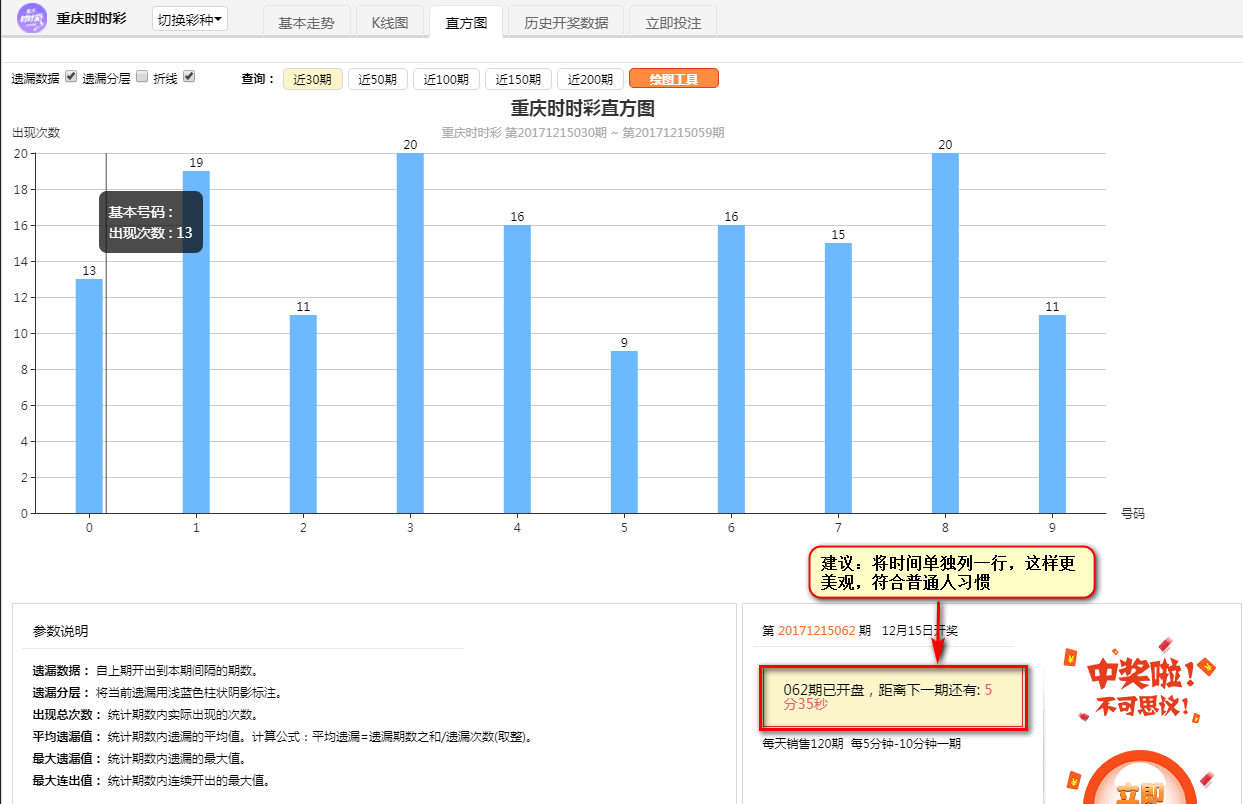 重庆时时彩
切换彩种
基本走势
K线图
直方图
历史开奖数据
立即投注
遗漏数据 遗漏分层 折线 查询： 近30期 近50期 近100期 近150期 近200期 绘图工具
重庆时时彩直方图
重庆时时彩 第20171215030期 ~ 第20171215059期
出现次数
20
18
16
14
12
10
8
6
4
2
0
13
19
11
20
16
9
16
15
20
11
基本号码：
出现次数 : 13
0 1 2 3 4 5 6 7 8 9
号码
建议：将时间单独列一行，这样更
美观，符合普通人习惯
参数说明
遗漏数据： 自上期开出到本期间隔的期数。
遗漏分层： 将当前遗漏用浅蓝色柱状阴影标注。
出现总次数： 统计期数内实际出现的次数。
平均遗漏值： 统计期数内遗漏的平均值。计算公式：平均遗漏=遗漏期数之和/遗漏次数(取整)。
最大遗漏值： 统计期数内遗漏的最大值。
最大连出值： 统计期数内连续开出的最大值。
第 20171215062 期 12月15日开奖
062期已开盘，距离下一期还有: 5
分35秒
每天销售120期 每5分钟-10分钟一期
中奖啦!
不可思议!
立即